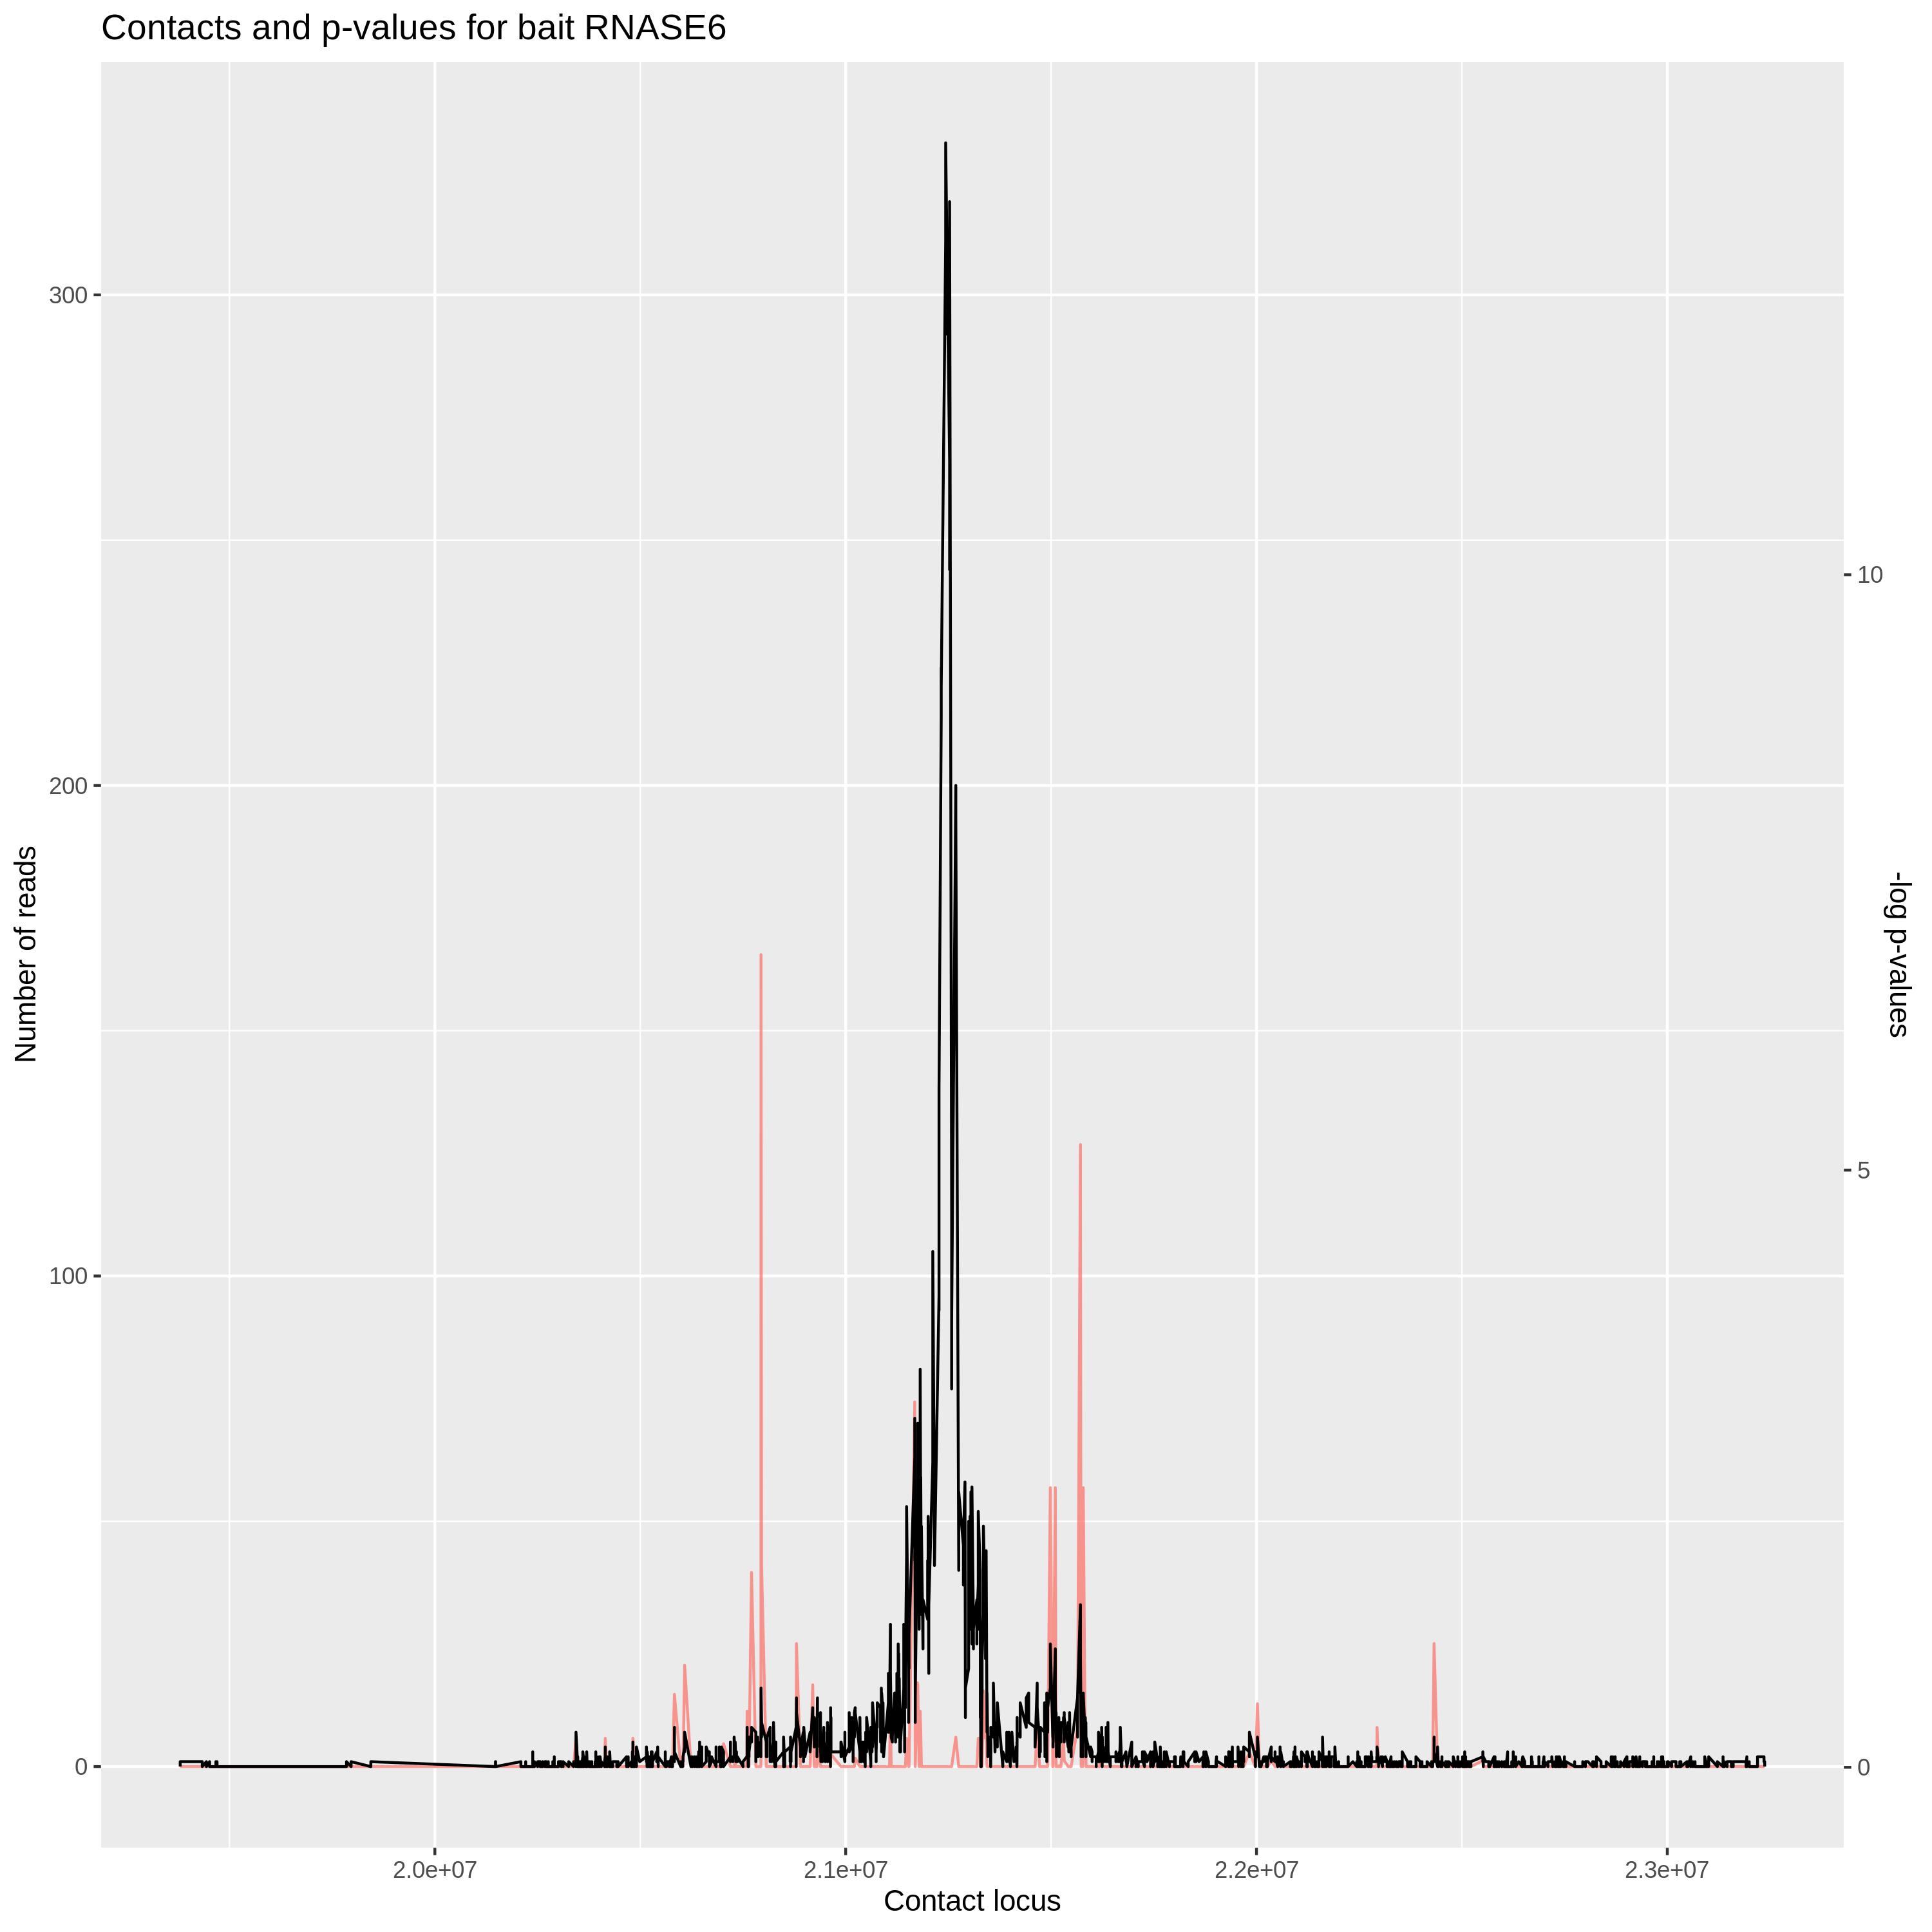 Contacts and p-values for bait RNASE6
300
200
100
0
10
5
0
Number of reads
-log p-values
2.0e+07 2.1e+07 2.2e+07 2.3e+07
Contact locus